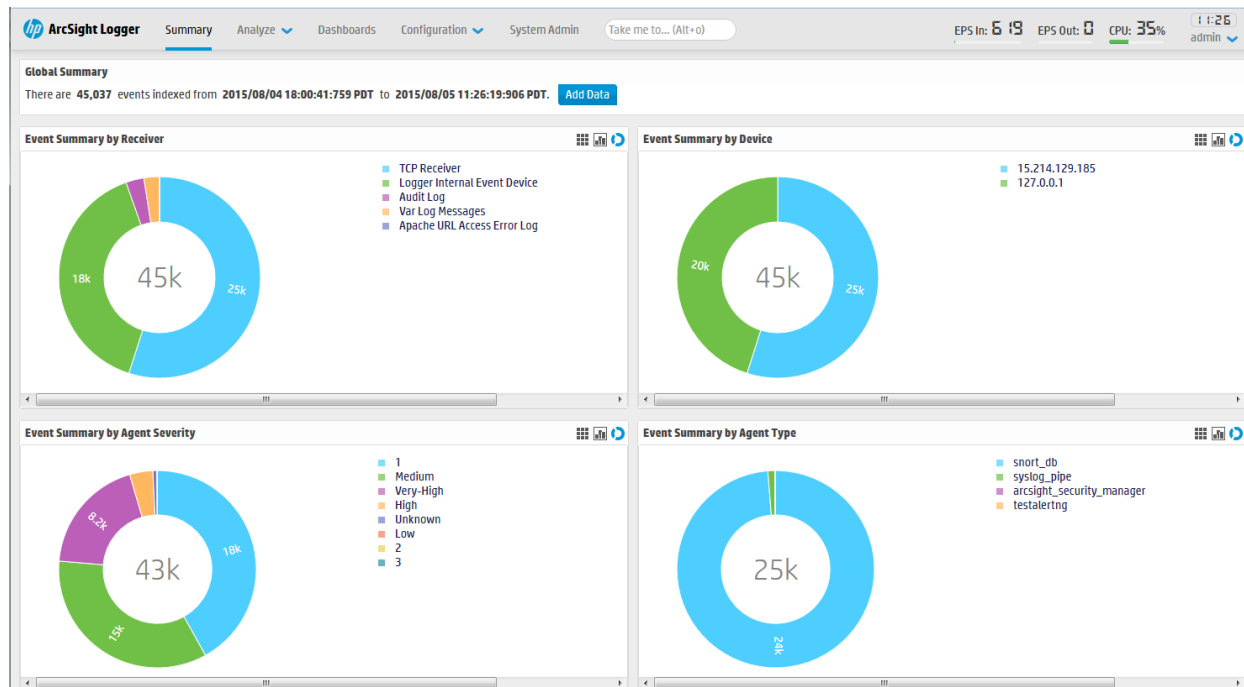 hp ArcSight Logger Summary Analyze Dashboards Configuration System Admin Take me to... (Alt+o) EPS In: 619 EPS Out: 0 CPU: 35% 11:26
admin
Global Summary
There are 45,037 events indexed from 2015/08/04 18:00:41:759 PDT to 2015/08/05 11:26:19:906 PDT. Add Data
Event Summary by Receiver
TCP Receiver
Logger Internal Event Device
Audit Log
Var Log Messages
Apache URL Access Error Log
18k
45k
25k
Event Summary by Device
15.214.129.185
127.0.0.1
20k
45k
25k
Event Summary by Agent Severity
1
Medium
Very-High
High
Unknown
Low
2
3
8.2k
18k
43k
15k
Event Summary by Agent Type
snort_db
syslog_pipe
arcsight_security_manager
testalertng
25k
24k